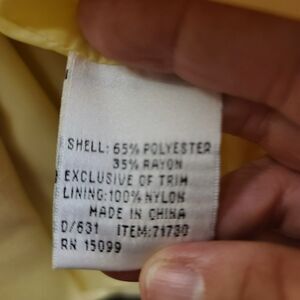 SHELL: 65% POLYESTER
35% RAYON
EXCLUSIVE OF TRIM
LINING: 100% NYLON
MADE IN CHINA
D/631 ITEM: 71730
RN 15099